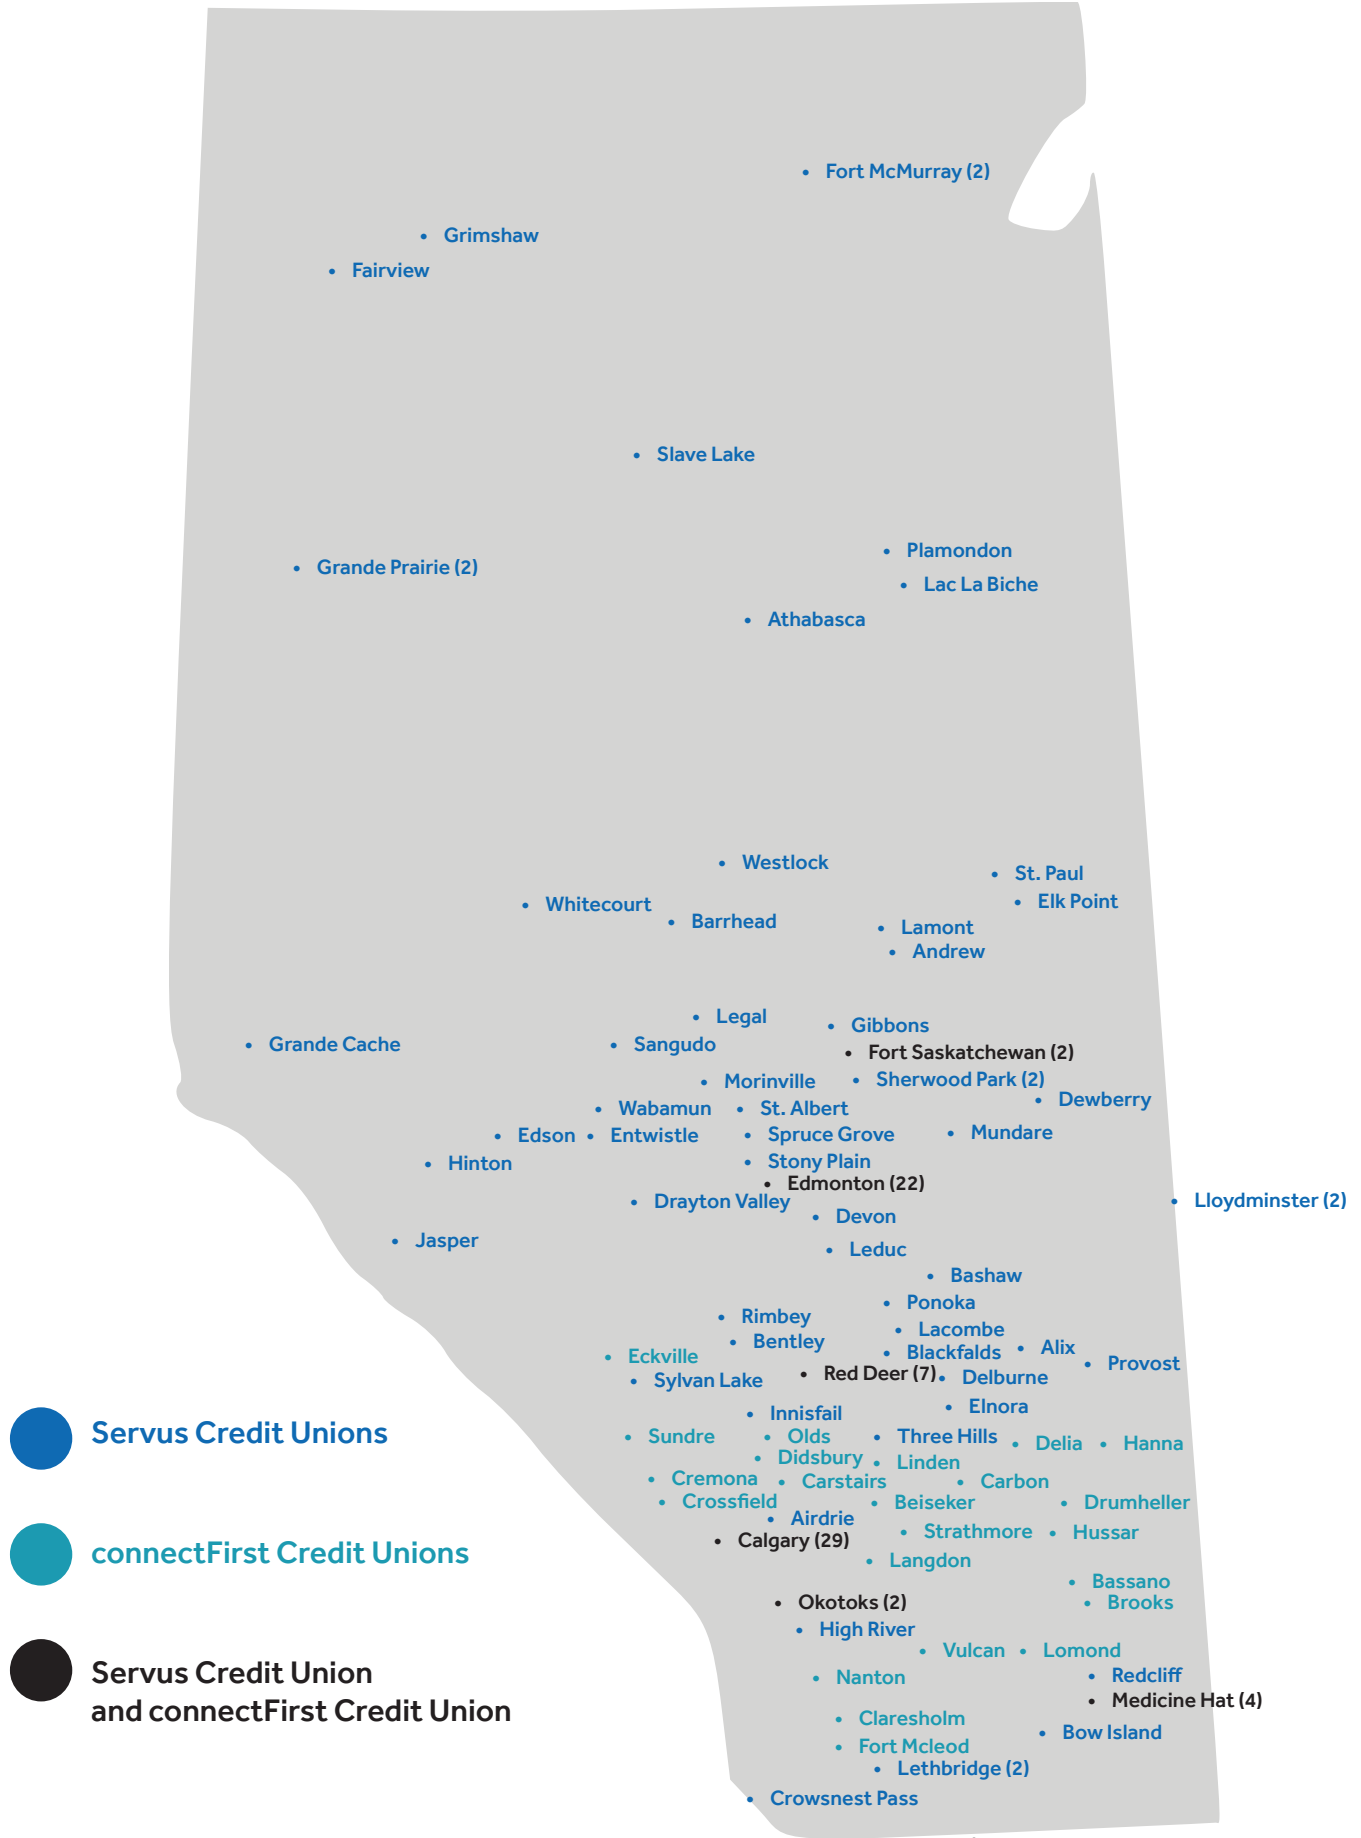 Fort McMurray (2)
Grimshaw
Fairview
Slave Lake
Plamondon
Grande Prairie (2)
Lac La Biche
Athabasca
Westlock
St. Paul
Whitecourt
Elk Point
Barrhead
Lamont
Andrew
Legal
Gibbons
Grande Cache
Sangudo
Fort Saskatchewan (2)
Morinville
Sherwood Park (2)
Dewberry
Wabamun
St. Albert
Edson
Entwistle
Spruce Grove
Mundare
Hinton
Stony Plain
Edmonton (22)
Drayton Valley
Lloydminster (2)
Devon
Jasper
Leduc
Bashaw
Ponoka
Rimbey
Lacombe
Bentley
Blackfalds
Alix
Eckville
Provost
Sylvan Lake
Red Deer (7)
Delburne
Elnora
Innisfail
Servus Credit Unions
Sundre
Olds
Three Hills
Delia
Hanna
Didsbury
Linden
Cremona
Carstairs
Carbon
Crossfield
Beiseker
Drumheller
Airdrie
Strathmore
Hussar
Calgary (29)
connectFirst Credit Unions
Langdon
Bassano
Okotoks (2)
Brooks
High River
Vulcan
Lomond
Servus Credit Union
and connectFirst Credit Union
Nanton
Redcliff
Medicine Hat (4)
Claresholm
Bow Island
Fort Mcleod
Lethbridge (2)
Crowsnest Pass